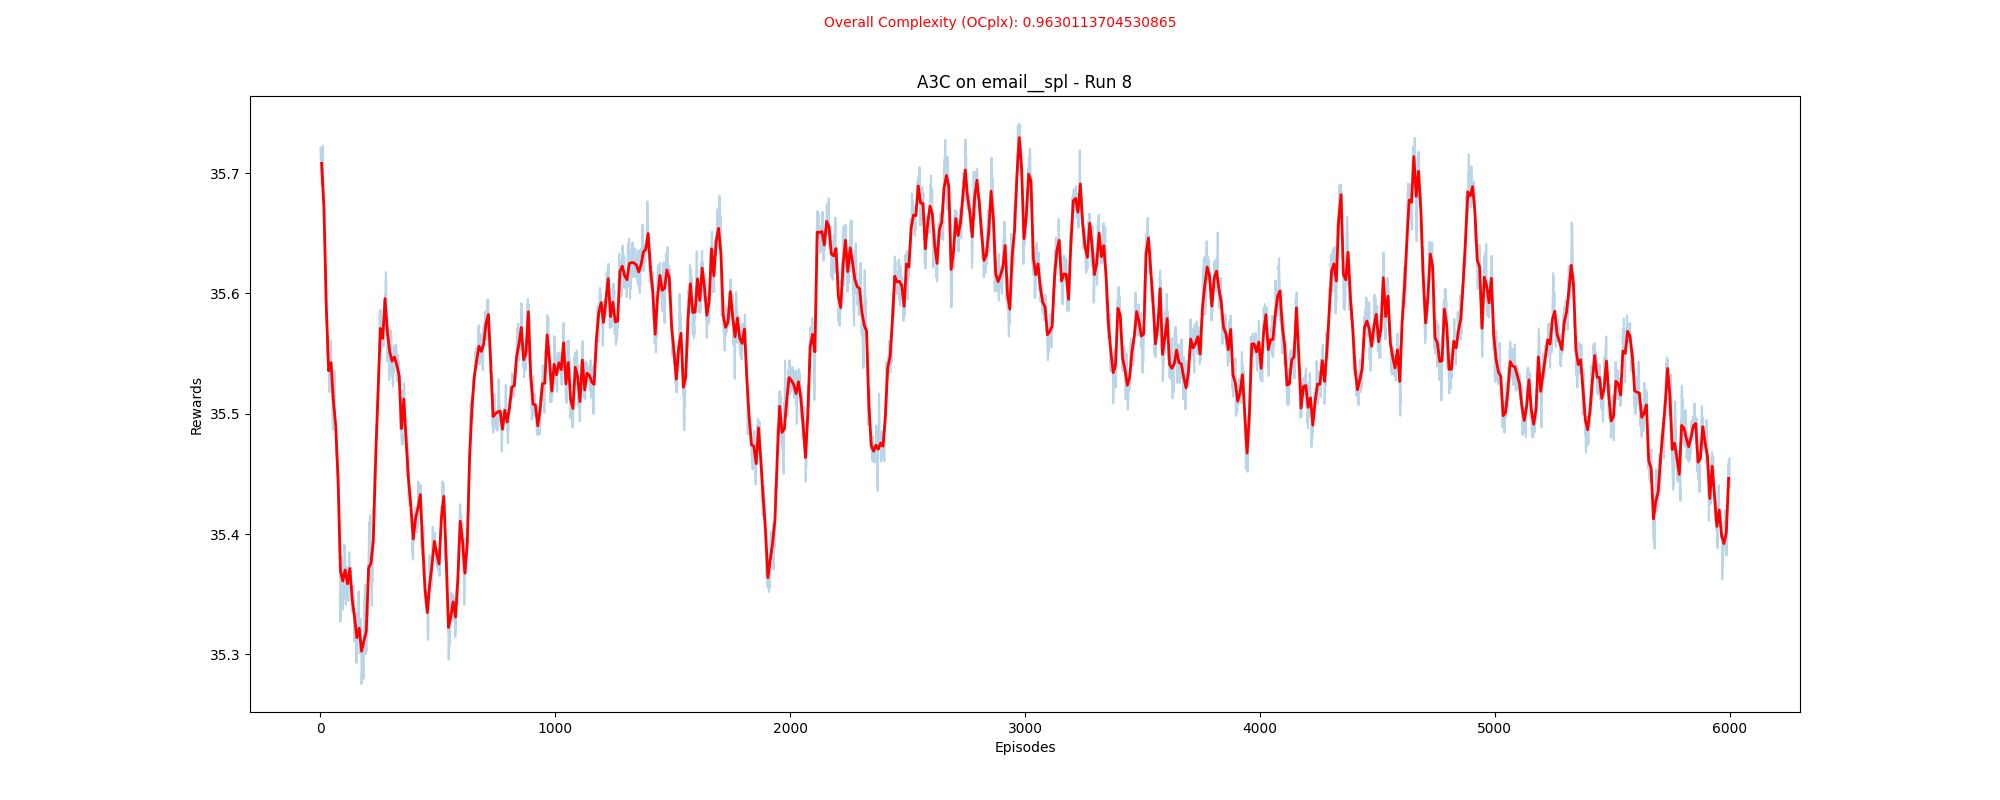 Overall Complexity (OCplx): 0.9630113704530865
A3C on email__spl - Run 8
35.7
35.6
35.5
35.4
35.3
Rewards
0 1000 2000 3000 4000 5000 6000
Episodes